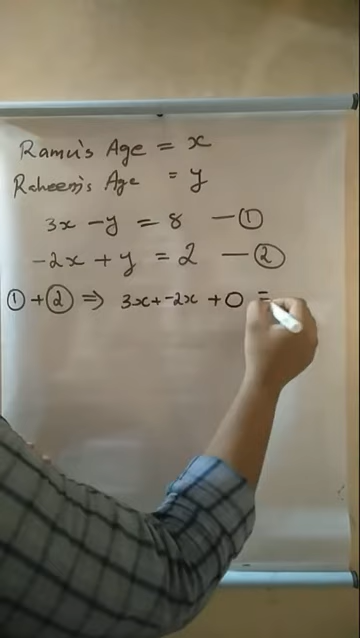 Ramu's Age = x
Raheem's Age = y
3x - y = 8 - ①
-2x + y = 2 - ②
① + ② ⇒ 3x + -2x + 0 =